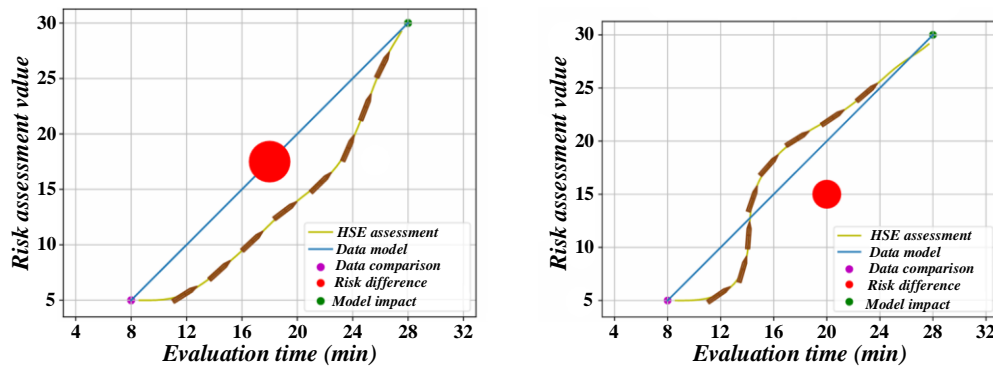 Risk assessment value
30
25
20
15
10
5
HSE assessment
Data model
Data comparison
Risk difference
Model impact
4 8 12 16 20 24 28 32
Evaluation time (min)
Risk assessment value
30
25
20
15
10
5
HSE assessment
Data model
Data comparison
Risk difference
Model impact
4 8 12 16 20 24 28 32
Evaluation time (min)